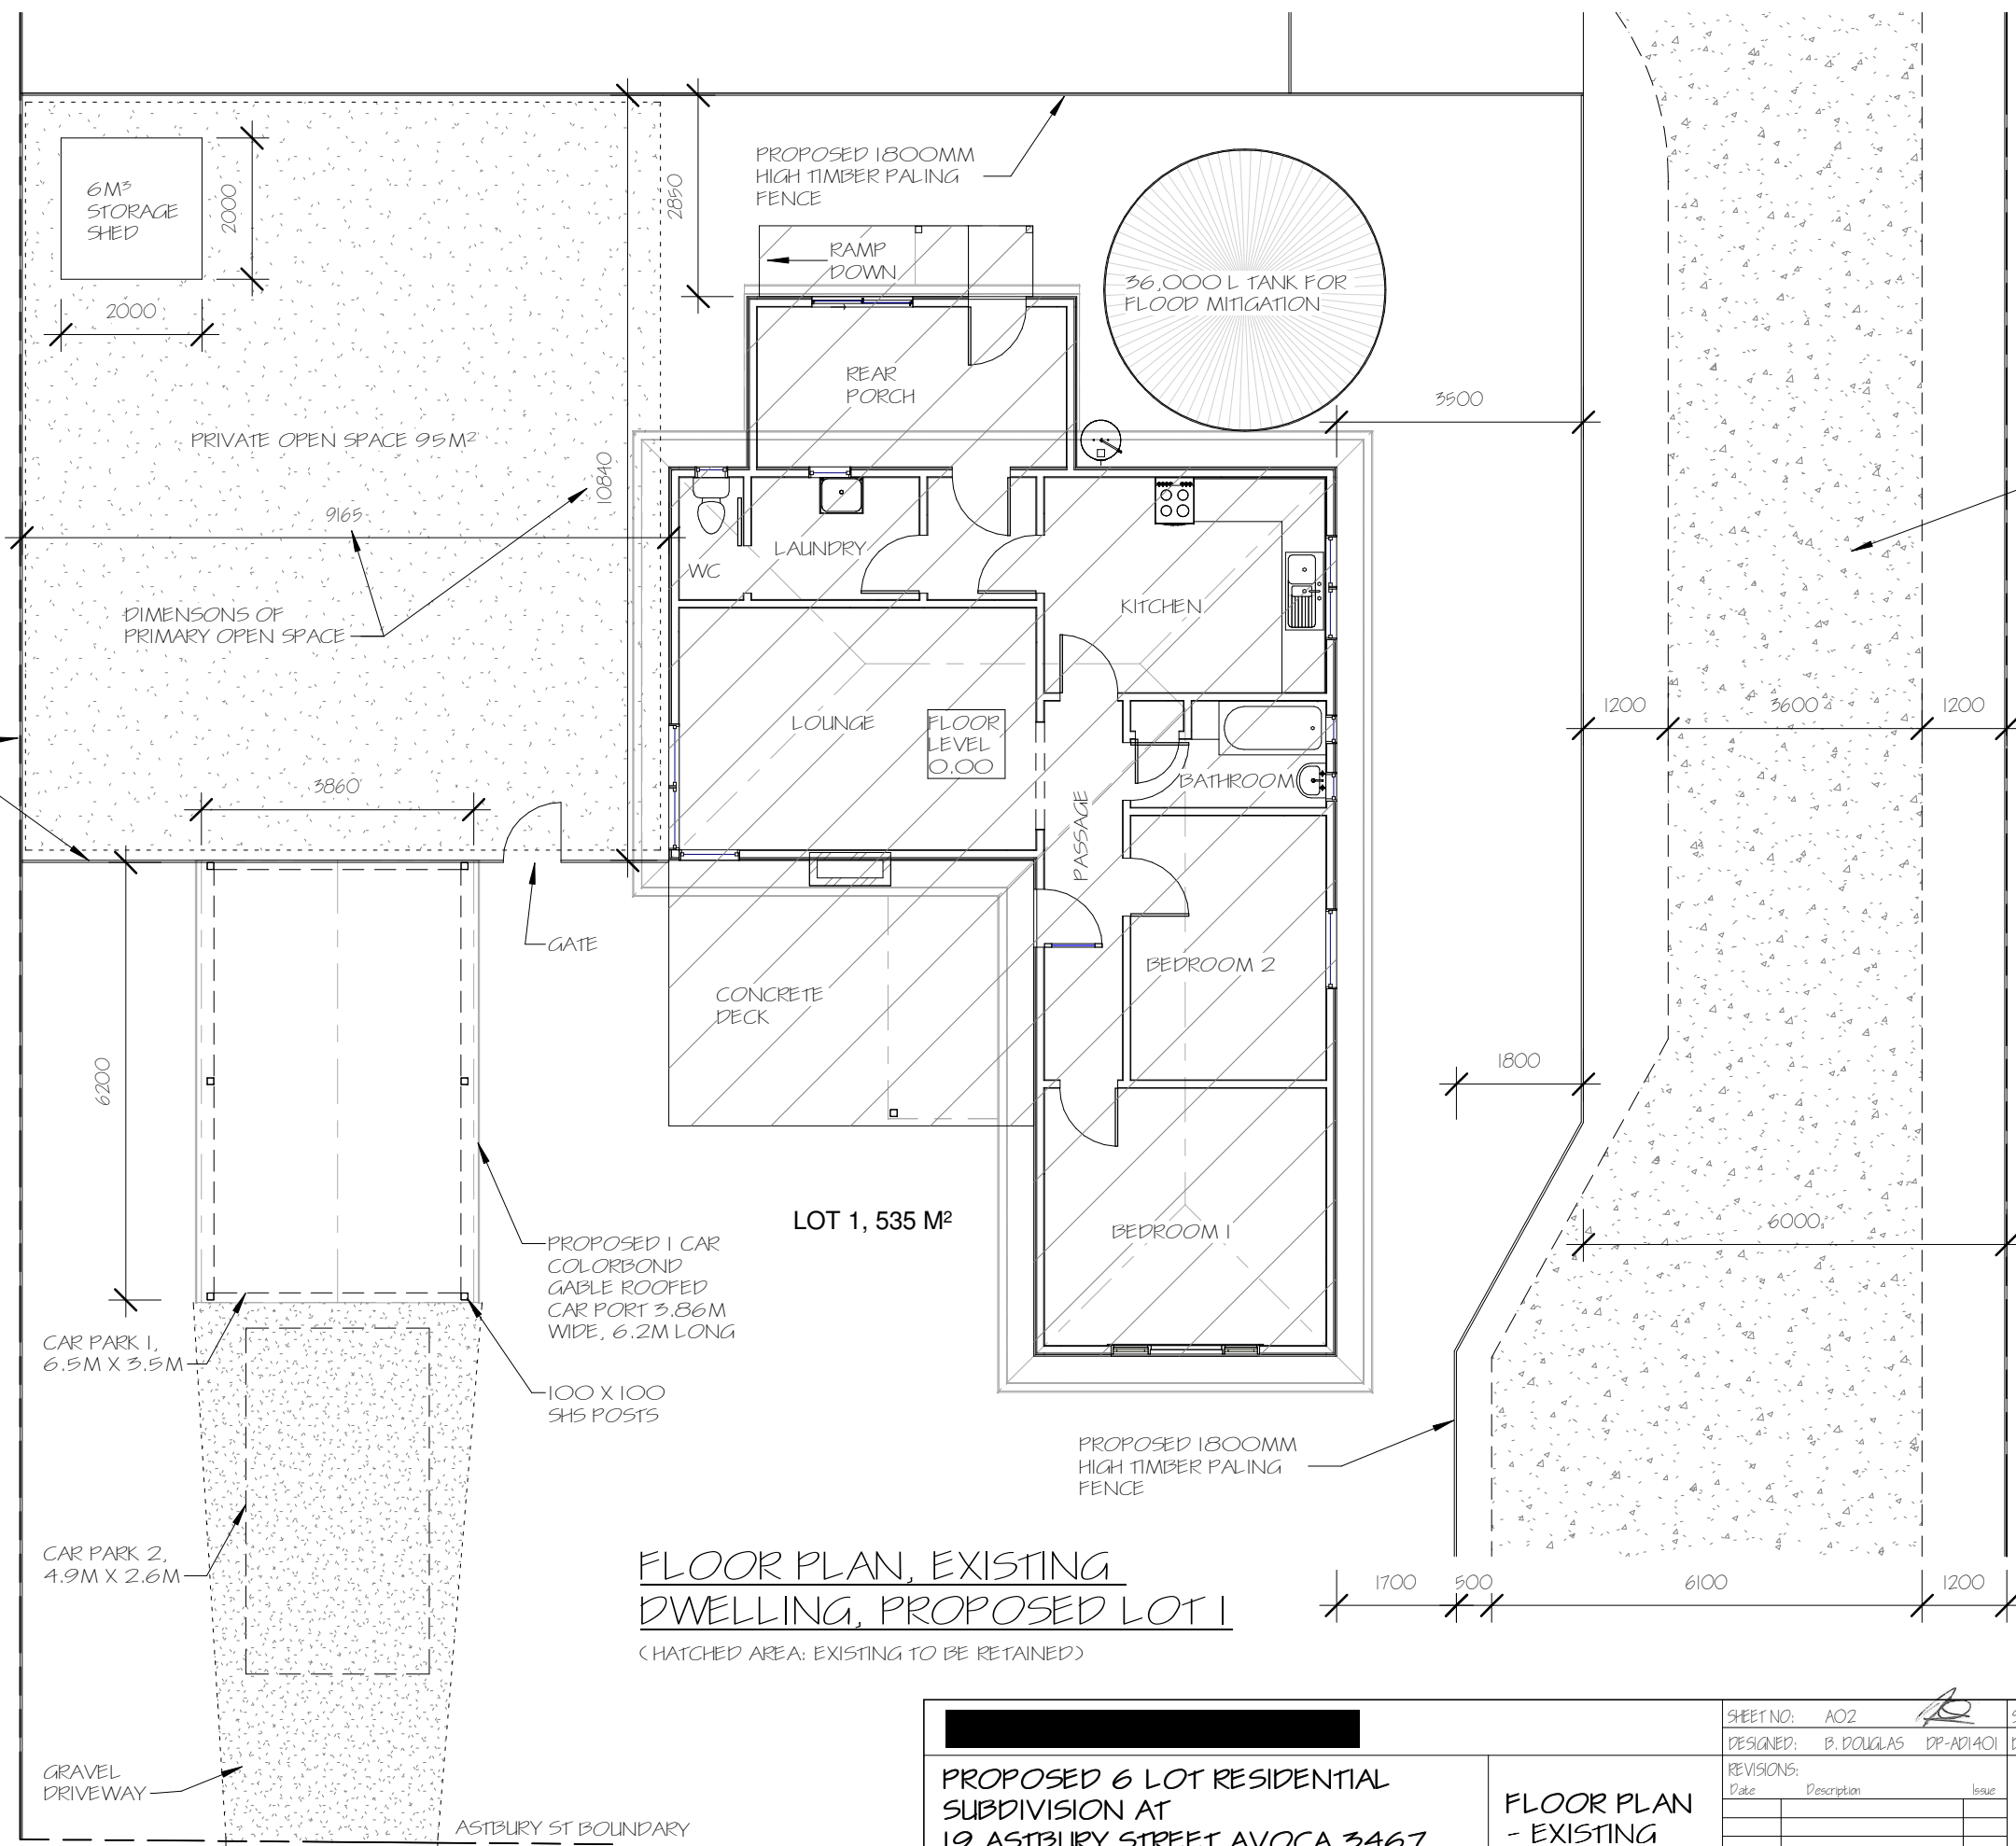 6M³
STORAGE
SHED
2000
2000
2850
PROPOSED 1800MM
HIGH TIMBER PALING
FENCE
RAMP
DOWN
36,000 L TANK FOR
FLOOD MITIGATION
REAR
PORCH
3500
PRIVATE OPEN SPACE 95M²
10840
9165
LAUNDRY
WC
KITCHEN
DIMENSONS OF
PRIMARY OPEN SPACE
LOUNGE
FLOOR
LEVEL
0.00
1200
3600
1200
3860
BATHROOM
PASSAGE
GATE
BEDROOM 2
CONCRETE
DECK
6200
1800
LOT 1, 535 M²
BEDROOM 1
6000
PROPOSED 1 CAR
COLORBOND
GABLE ROOFED
CAR PORT 3.86M
WIDE, 6.2M LONG
CAR PARK 1,
6.5M X 3.5M
100 X 100
SHS POSTS
PROPOSED 1800MM
HIGH TIMBER PALING
FENCE
CAR PARK 2,
4.9M X 2.6M
FLOOR PLAN, EXISTING
DWELLING, PROPOSED LOT 1
(HATCHED AREA: EXISTING TO BE RETAINED)
1700
500
6100
1200
GRAVEL
DRIVEWAY
ASTBURY ST BOUNDARY
SHEET NO: A02
DESIGNED: B. DOUGLAS DP-AD1401
REVISIONS:
Date Description Issue
PROPOSED 6 LOT RESIDENTIAL
SUBDIVISION AT
19 ASTBURY STREET AVOCA 3467
FLOOR PLAN
- EXISTING